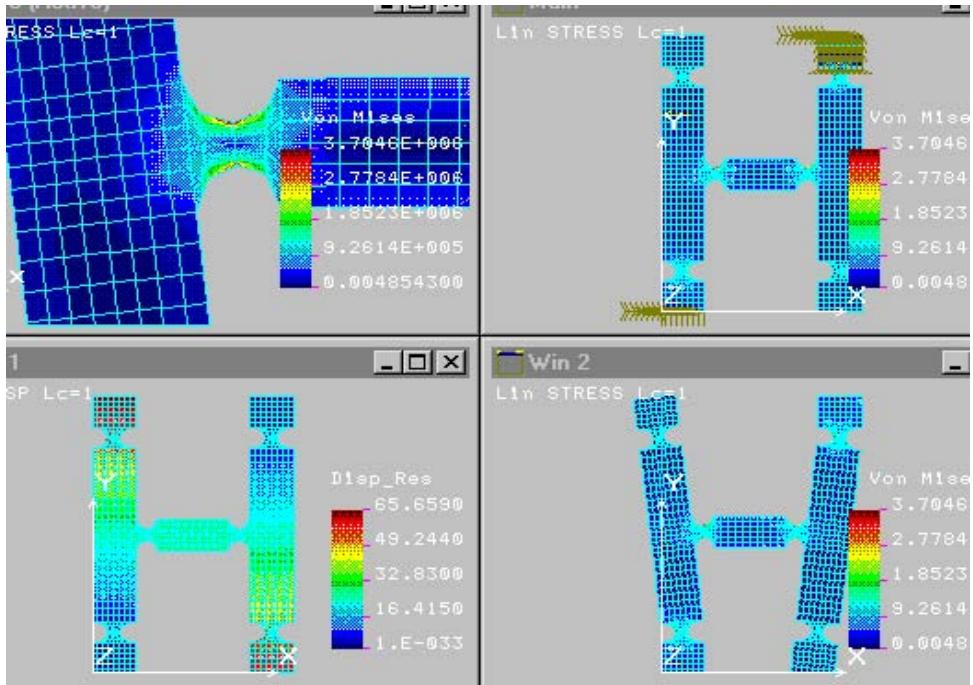 RESS Lc=1
Von Mises
3.7046E+006
2.7784E+006
1.8523E+006
9.2614E+005
0.004854300
X
Main
Lin STRESS Lc=1
Von Mise
3.7046
2.7784
1.8523
9.2614
0.0048
Y
Z
X
1
SP Lc=1
Disp_Res
65.6590
49.2440
32.8300
16.4150
1.E-033
Y
Z
X
Win 2
Lin STRESS Lc=1
Von Mise
3.7046
2.7784
1.8523
9.2614
0.0048
Y
Z
X